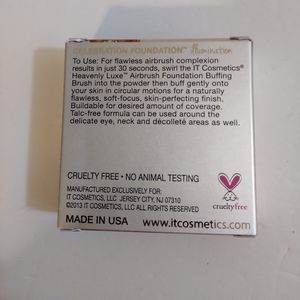 CELEBRATION FOUNDATION™ illumination
To Use: For flawless airbrush complexion
results in just 30 seconds, swirl the IT Cosmetics®
Heavenly Luxe™ Airbrush Foundation Buffing
Brush into the powder then buff gently onto
your skin in circular motions for a naturally
flawless, soft-focus, skin-perfecting finish.
Buildable for desired amount of coverage.
Talc-free formula can be used around the
delicate eye, neck and décolleté areas as well.
CRUELTY FREE • NO ANIMAL TESTING
MANUFACTURED EXCLUSIVELY FOR:
IT COSMETICS, LLC JERSEY CITY, NJ 07310
©2013 IT COSMETICS, LLC ALL RIGHTS RESERVED
crueltyfree
MADE IN USA www.itcosmetics.com